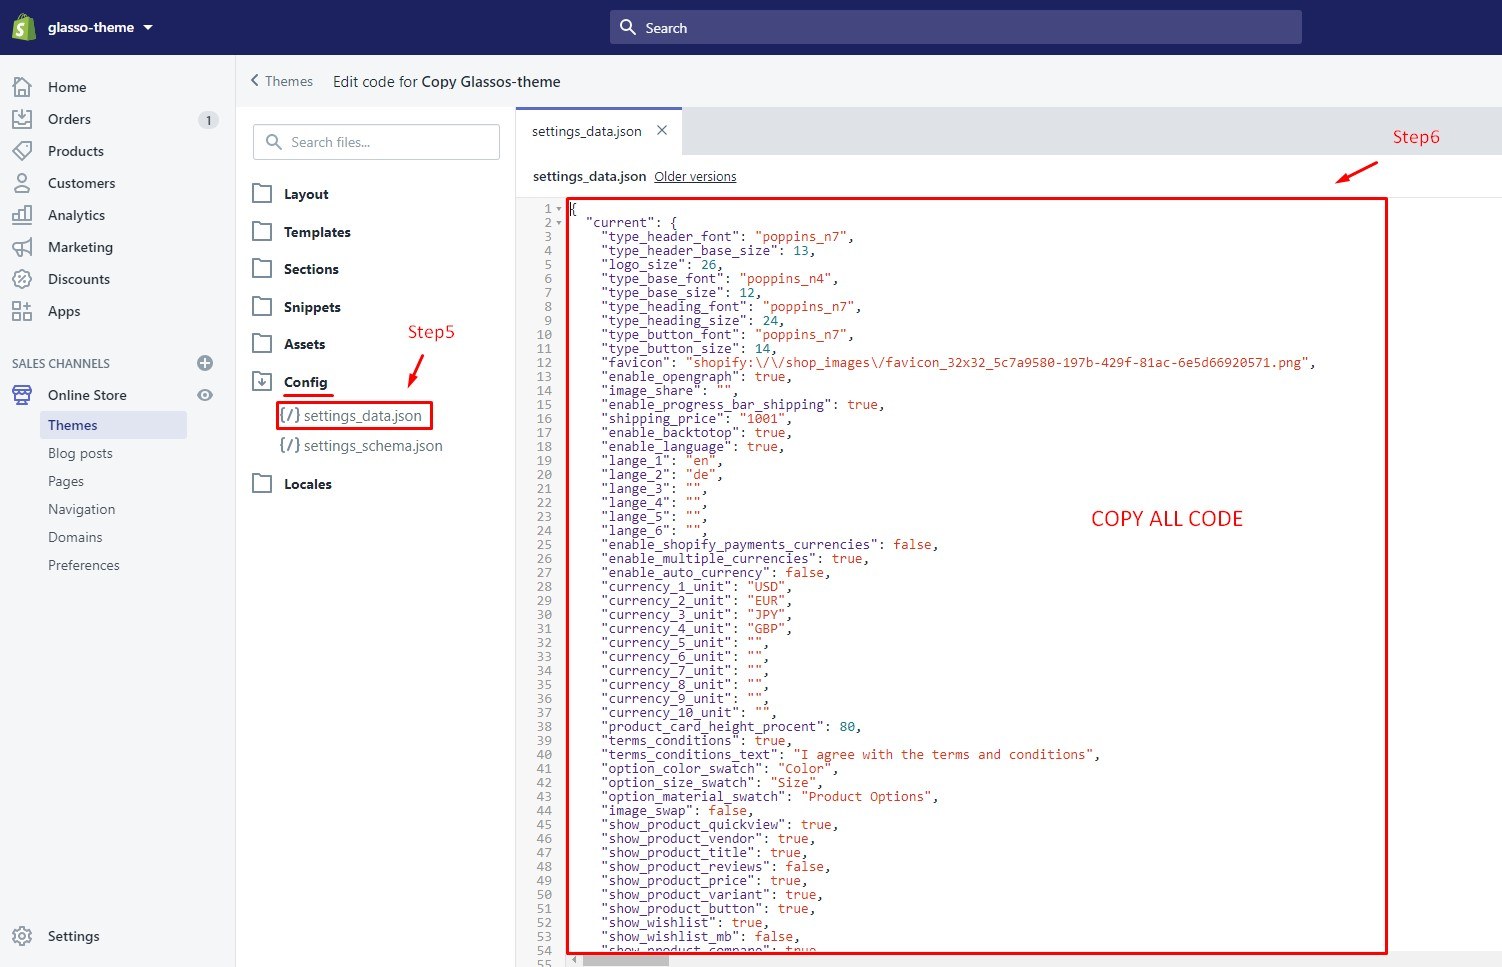 glasso-theme
Search
Home
Orders
1
Products
Customers
Analytics
Marketing
Discounts
Apps
SALES CHANNELS
Online Store
Themes
Blog posts
Pages
Navigation
Domains
Preferences
Settings
Themes
Edit code for Copy Glassos-theme
Search files...
Layout
Templates
Sections
Snippets
Assets
Step5
Config
{/} settings_data.json
{/} settings_schema.json
Locales
settings_data.json
Step6
settings_data.json Older versions
1 {
2 "current": {
3 "type_header_font": "poppins_n7",
4 "type_header_base_size": 13,
5 "logo_size": 26,
6 "type_base_font": "poppins_n4",
7 "type_base_size": 12,
8 "type_heading_font": "poppins_n7",
9 "type_heading_size": 24,
10 "type_button_font": "poppins_n7",
11 "type_button_size": 14,
12 "favicon": "shopify:\/\/shop_images\/favicon_32x32_5c7a9580-197b-429f-81ac-6e5d66920571.png",
13 "enable_opengraph": true,
14 "image_share": "",
15 "enable_progress_bar_shipping": true,
16 "shipping_price": "1001",
17 "enable_backtotop": true,
18 "enable_language": true,
19 "lange_1": "en",
20 "lange_2": "de",
21 "lange_3": "",
22 "lange_4": "",
23 "lange_5": "",
24 "lange_6": "",
COPY ALL CODE
25 "enable_shopify_payments_currencies": false,
26 "enable_multiple_currencies": true,
27 "enable_auto_currency": false,
28 "currency_1_unit": "USD",
29 "currency_2_unit": "EUR",
30 "currency_3_unit": "JPY",
31 "currency_4_unit": "GBP",
32 "currency_5_unit": "",
33 "currency_6_unit": "",
34 "currency_7_unit": "",
35 "currency_8_unit": "",
36 "currency_9_unit": "",
37 "currency_10_unit": "",
38 "product_card_height_procent": 80,
39 "terms_conditions": true,
40 "terms_conditions_text": "I agree with the terms and conditions",
41 "option_color_swatch": "Color",
42 "option_size_swatch": "Size",
43 "option_material_swatch": "Product Options",
44 "image_swap": false,
45 "show_product_quickview": true,
46 "show_product_vendor": true,
47 "show_product_title": true,
48 "show_product_reviews": false,
49 "show_product_price": true,
50 "show_product_variant": true,
51 "show_product_button": true,
52 "show_wishlist": true,
53 "show_wishlist_mb": false,
54 "show_product_compare": true
55